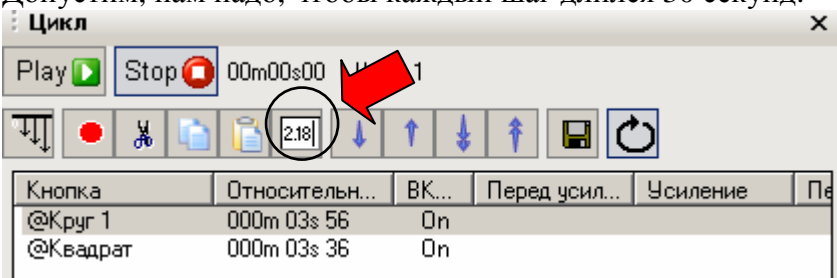 Допустим, нам надо, чтобы каждый шаг длился 30 секунд.
Цикл
Play Stop 00m00s00 1
2.18
Кнопка Относительн... ВК... Перед усил... Усиление Пе
@Круг 1 000m 03s 56 On
@Квадрат 000m 03s 36 On